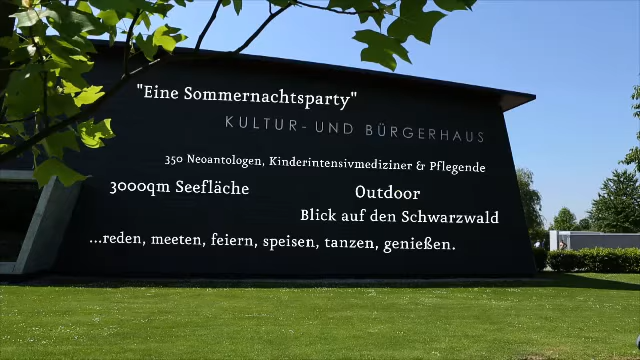 "Eine Sommernachtsparty"
KULTUR- UND BÜRGERHAUS
350 Neoantologen, Kinderintensivmediziner & Pflegende
3000qm Seefläche
Outdoor
Blick auf den Schwarzwald
...reden, meeten, feiern, speisen, tanzen, genießen.